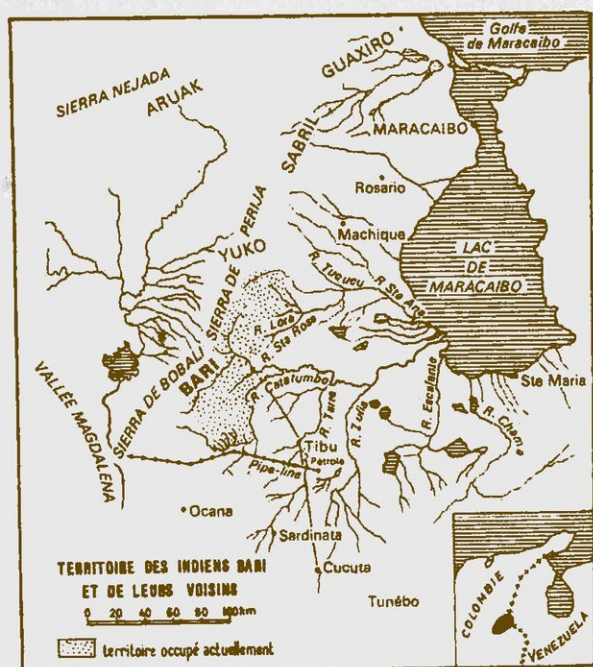 Golfe
de Maracaibo
GUAXIRO
SIERRA NEJADA
ARUAK
SABRIL
MARACAIBO
Rosario
SIERRA DE PERIJA
Machique
YUKO
R. Tuqucu
R. Ste Ana
LAC
DE
MARACAIBO
R. Lora
R. Sta Rosa
SIERRA DE BOBALI
BARI
R. Catatumbo
R. Tara
R. Zulia
R. Escalante
Ste Maria
R. Chama
VALLEE MAGDALENA
Tibu
Pétrole
Pipe-line
Ocana
Sardinata
Cucuta
Tunébo
TERRITOIRE DES INDIENS BARI
ET DE LEURS VOISINS
0 20 40 60 80 100km
territoire occupé actuellement
COLOMBIE
VENEZUELA